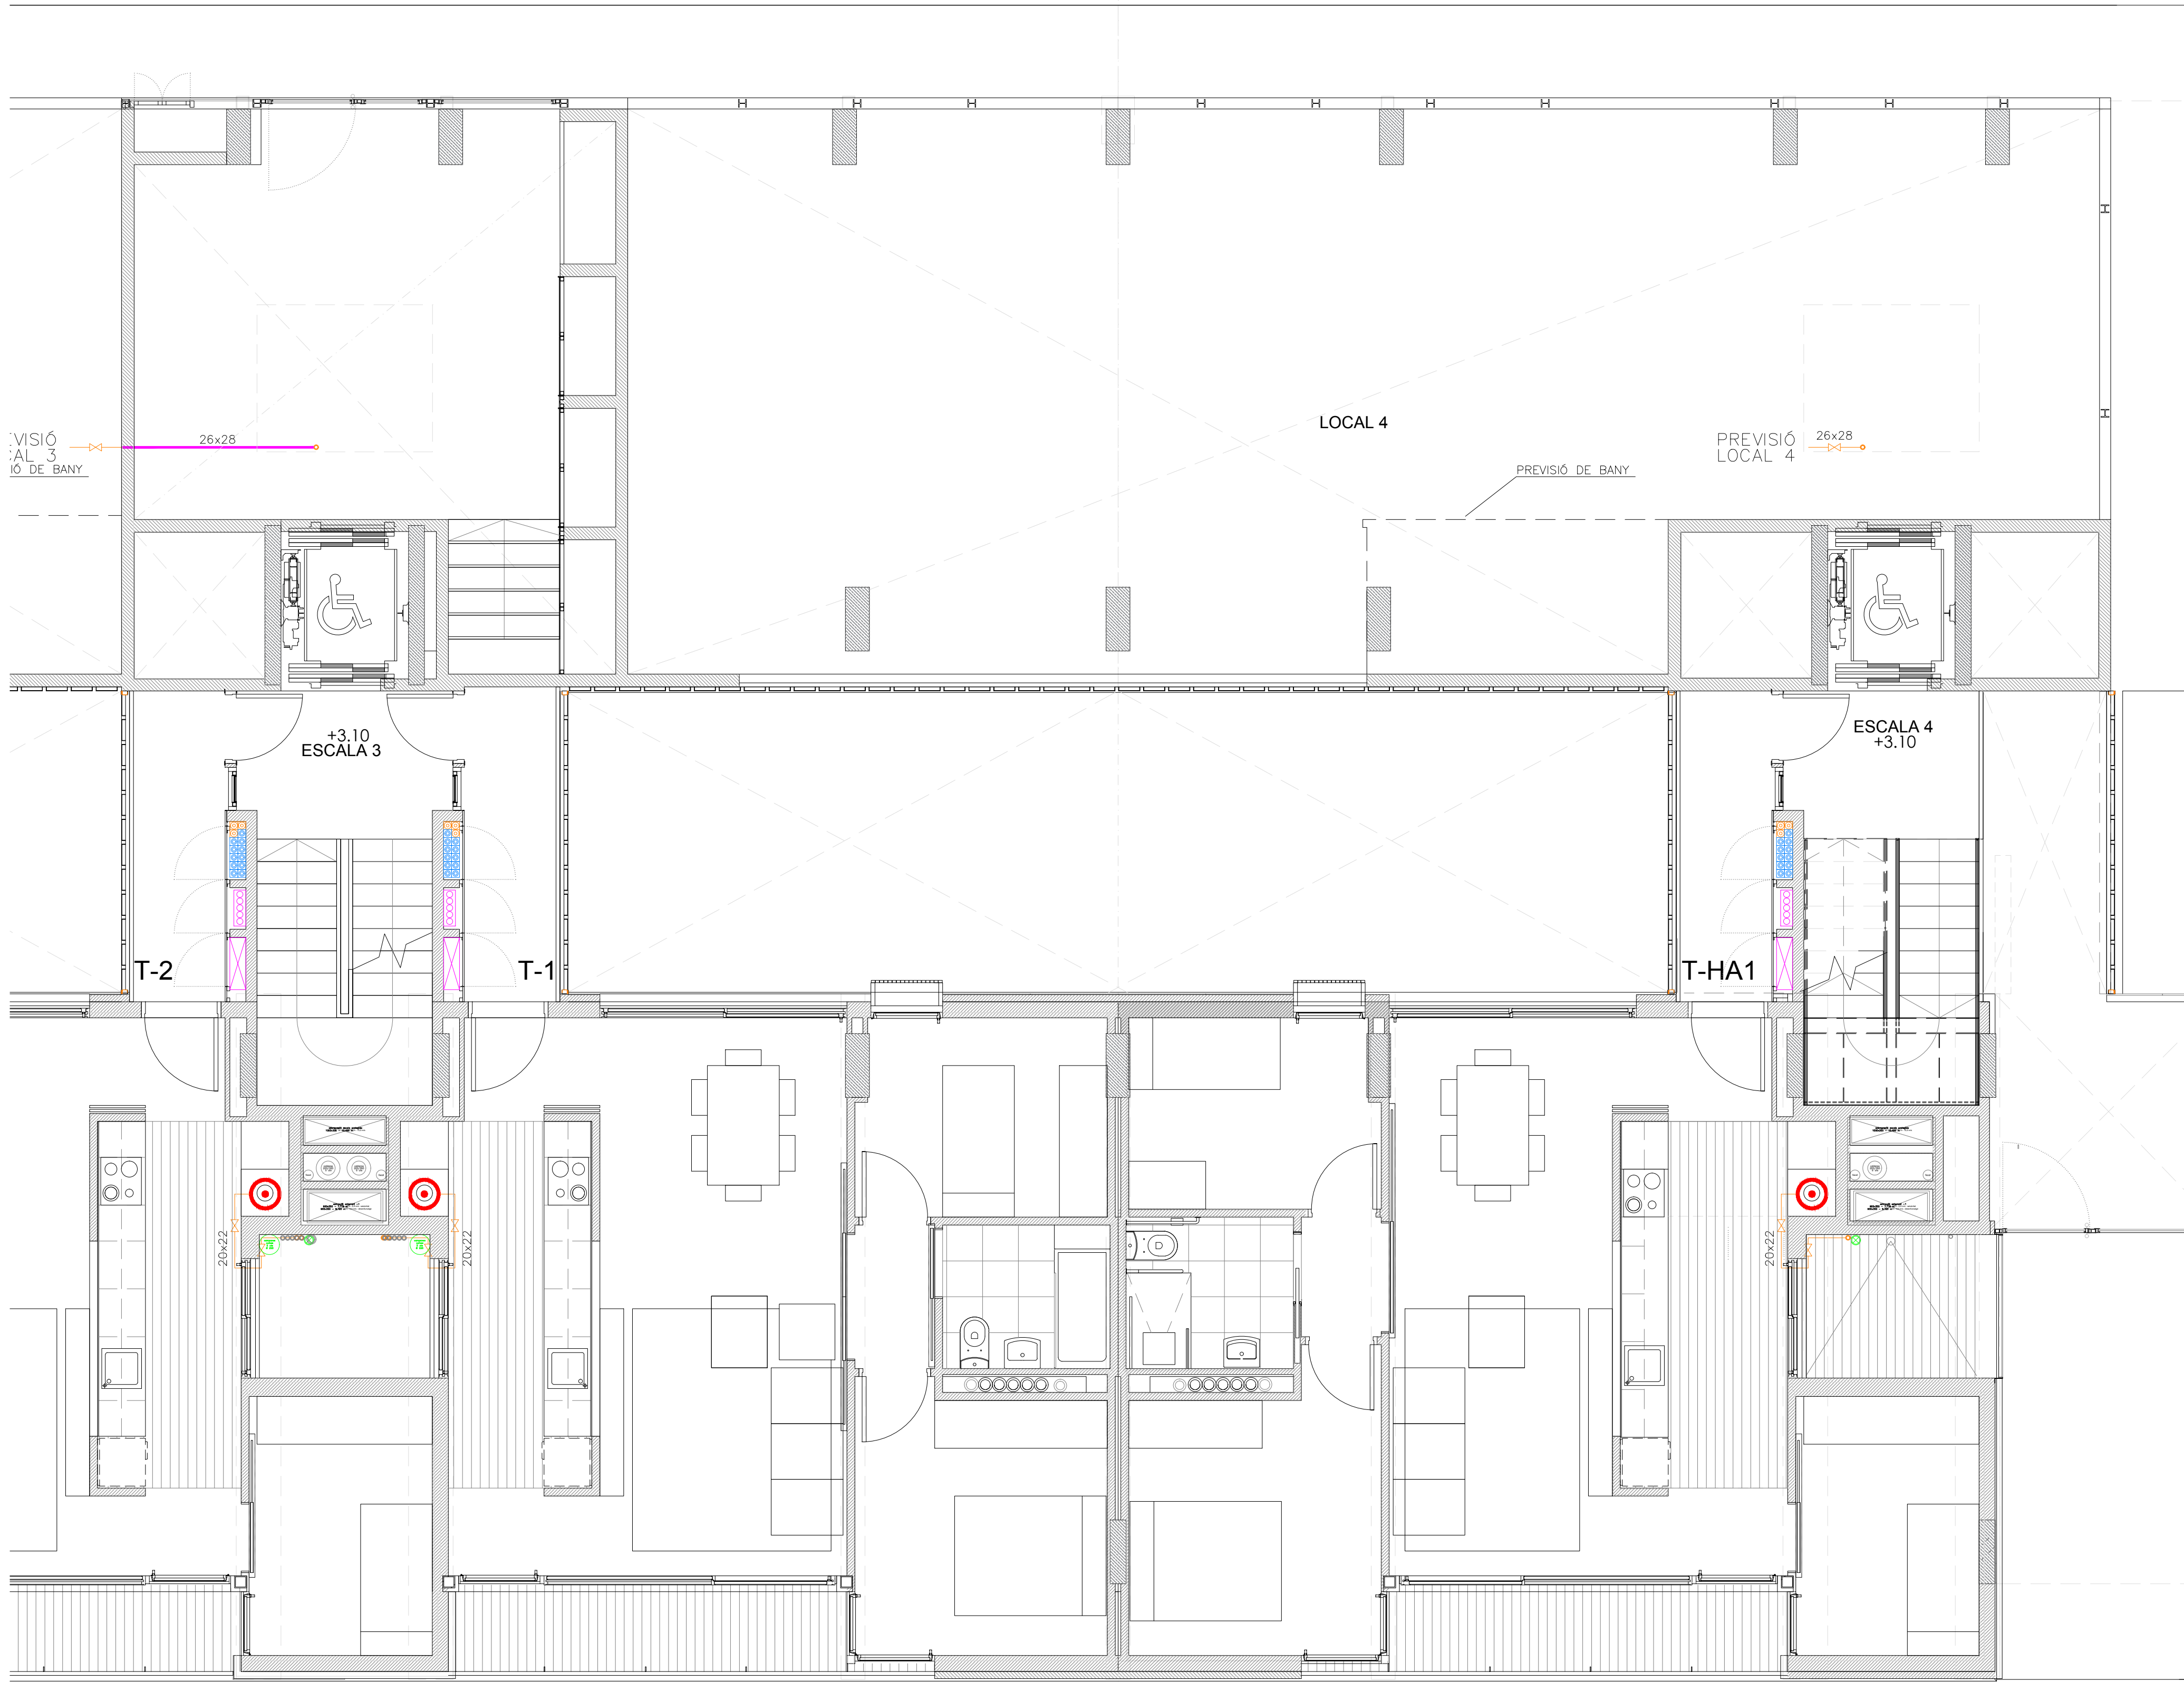 LOCAL 4
EVISIÓ
CAL 3
IÓ DE BANY
26x28
PREVISIÓ
LOCAL 4
26x28
PREVISIÓ DE BANY
+3.10
ESCALA 3
ESCALA 4
+3.10
T-2
T-1
T-HA1
20x22
20x22
20x22